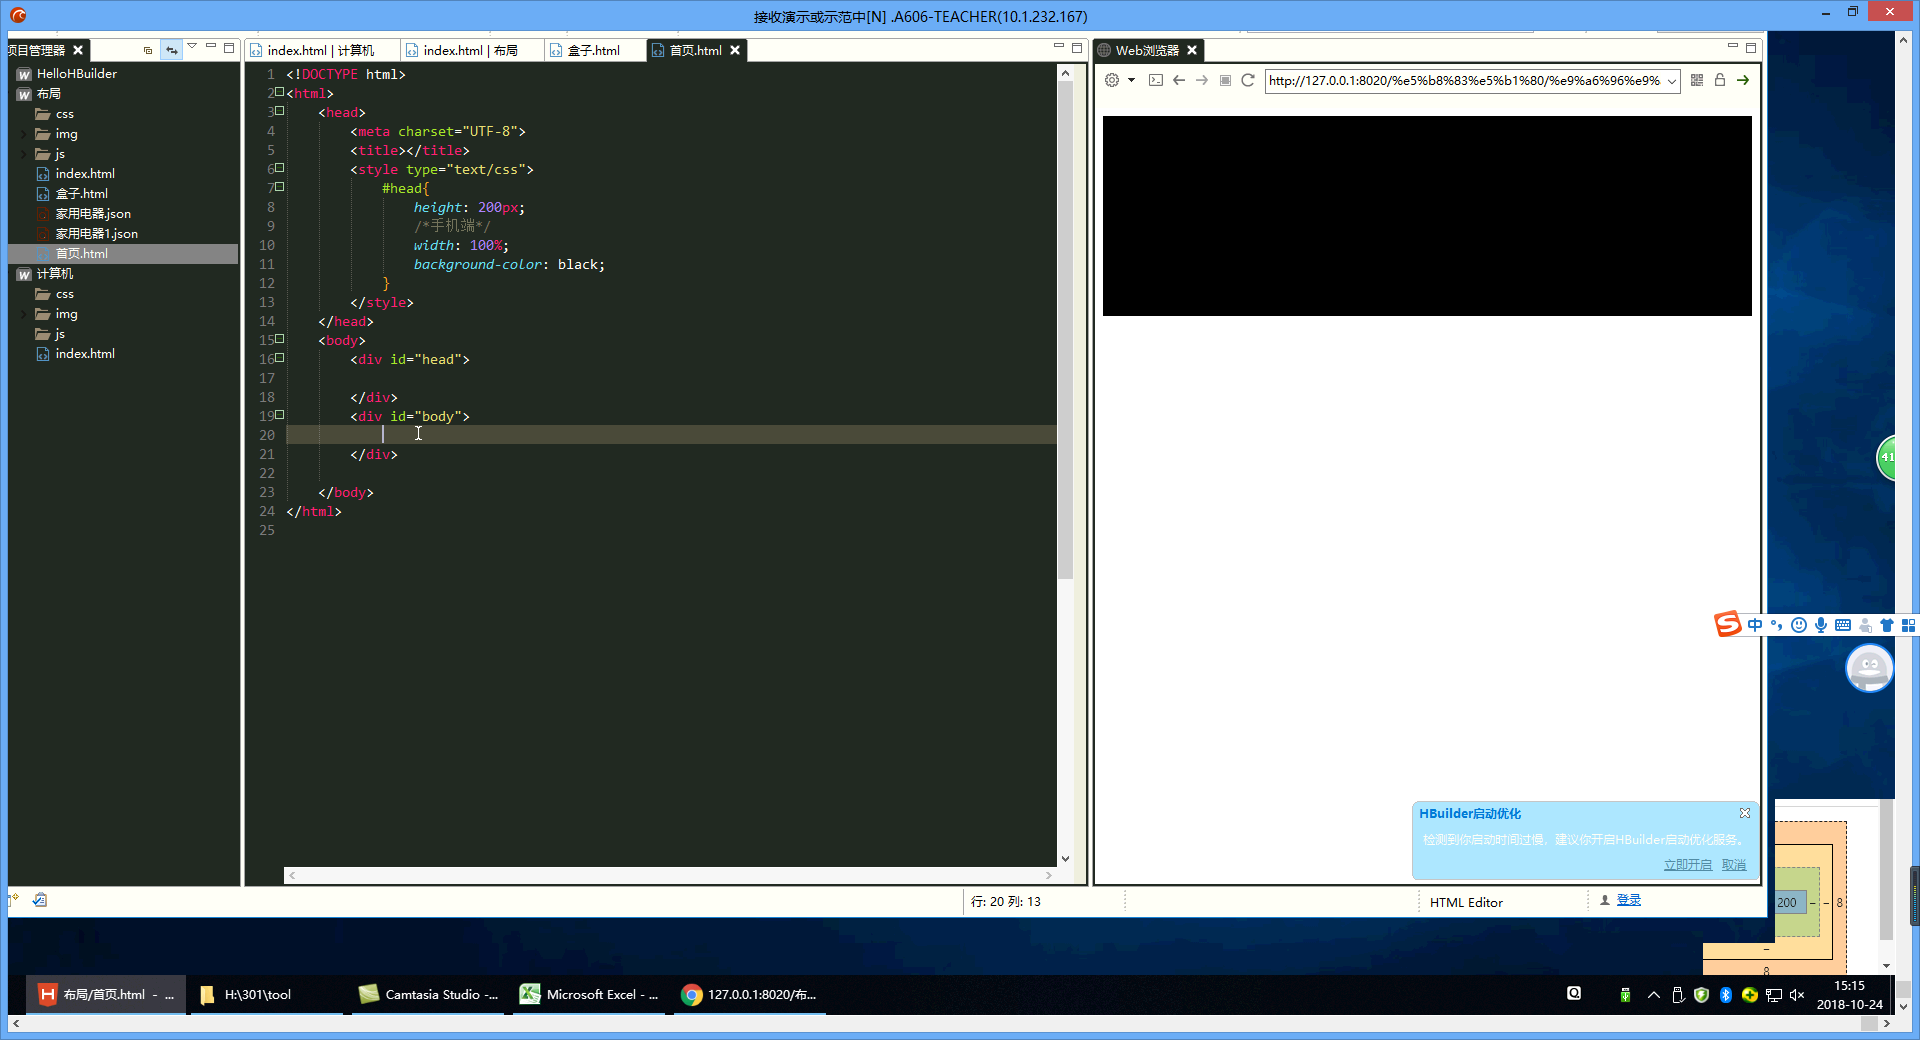 接收演示或示范中[N] .A606-TEACHER(10.1.232.167)
项目管理器
index.html | 计算机
index.html | 布局
盒子.html
首页.html
Web浏览器
http://127.0.0.1:8020/%e5%b8%83%e5%b1%80/%e9%a6%96%e9%
HelloHBuilder
布局
css
img
js
index.html
盒子.html
家用电器.json
家用电器1.json
首页.html
计算机
css
img
js
index.html
1 <!DOCTYPE html>
2 <html>
3 <head>
4 <meta charset="UTF-8">
5 <title></title>
6 <style type="text/css">
7 #head{
8 height: 200px;
9 /*手机端*/
10 width: 100%;
11 background-color: black;
12 }
13 </style>
14 </head>
15 <body>
16 <div id="head">
17
18 </div>
19 <div id="body">
20
21 </div>
22
23 </body>
24 </html>
25
41
中
HBuilder启动优化
检测到你启动时间过慢，建议你开启HBuilder启动优化服务。
立即开启 取消
行: 20 列: 13
HTML Editor
登录
200
8
8
布局/首页.html - ...
H:\301\tool
Camtasia Studio -...
Microsoft Excel - ...
127.0.0.1:8020/布...
15:15
2018-10-24